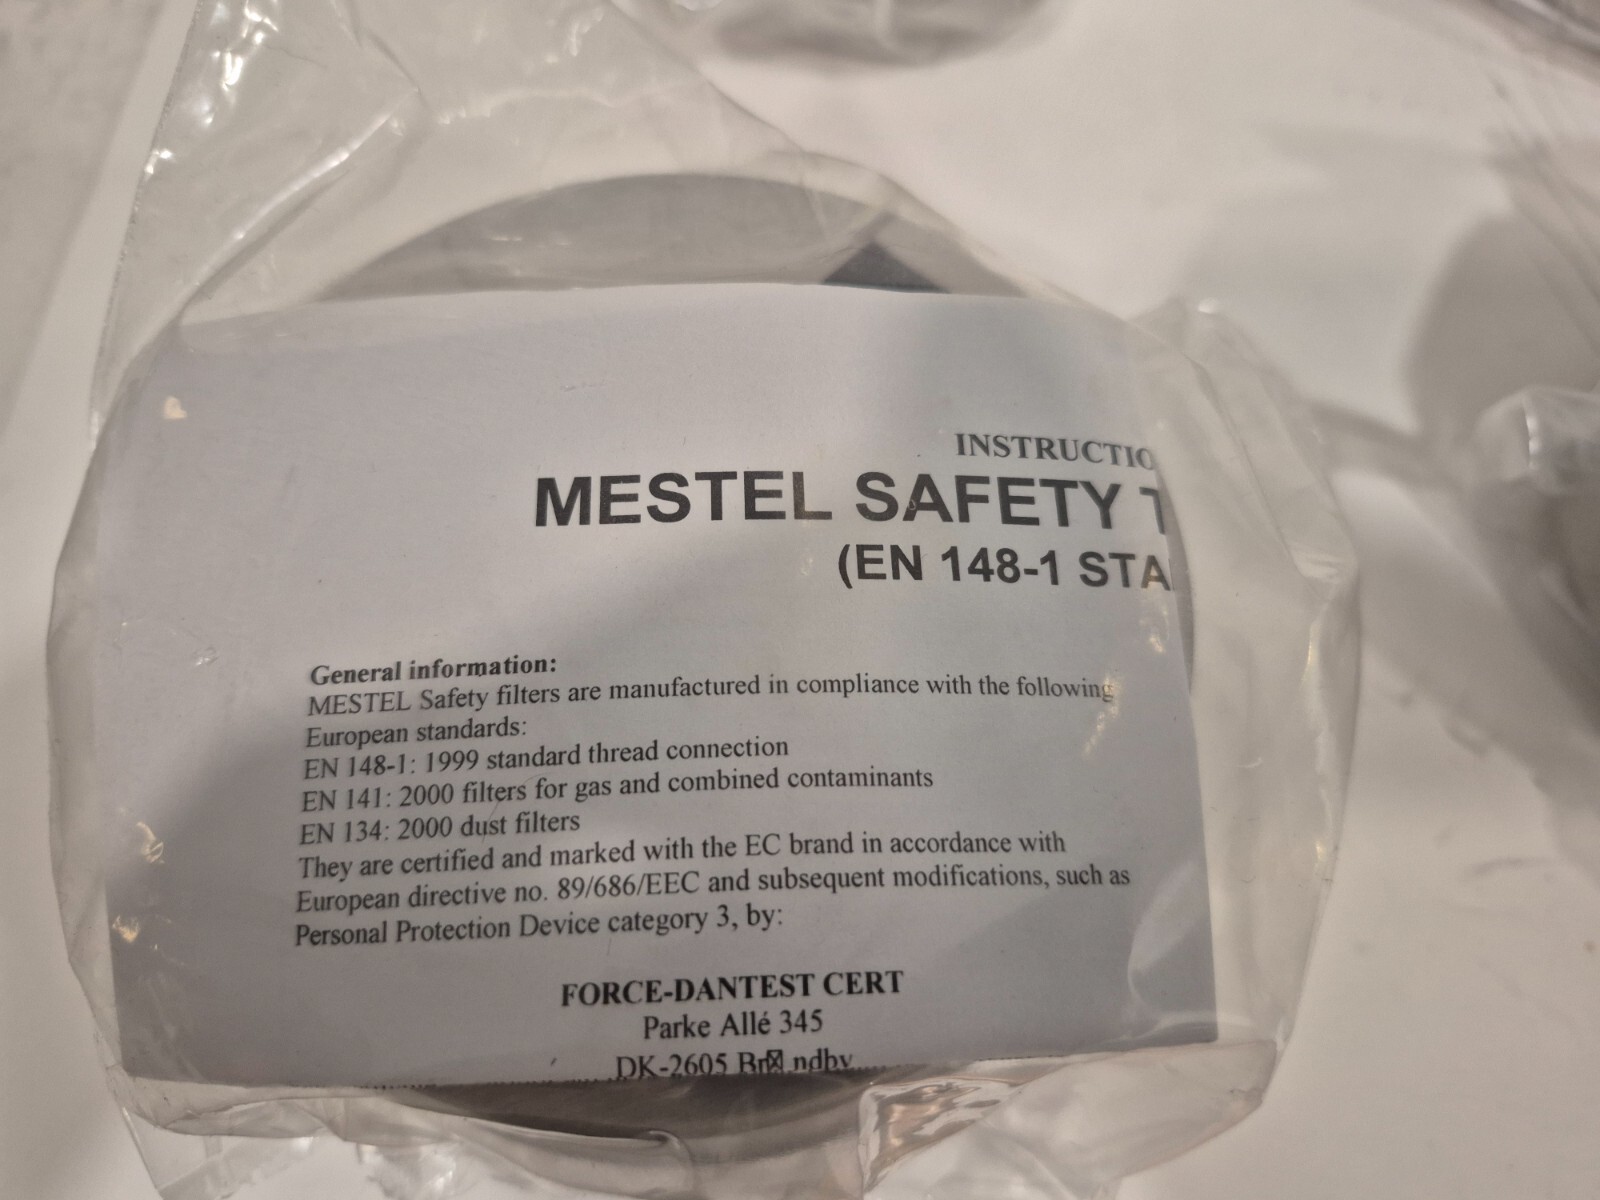 INSTRUCTIO
MESTEL SAFETY T
(EN 148-1 STA
General information:
MESTEL Safety filters are manufactured in compliance with the following
European standards:
EN 148-1: 1999 standard thread connection
EN 141: 2000 filters for gas and combined contaminants
EN 134: 2000 dust filters
They are certified and marked with the EC brand in accordance with
European directive no. 89/686/EEC and subsequent modifications, such as
Personal Protection Device category 3, by:
FORCE-DANTEST CERT
Parke Allé 345
DK-2605 Br☒ndby